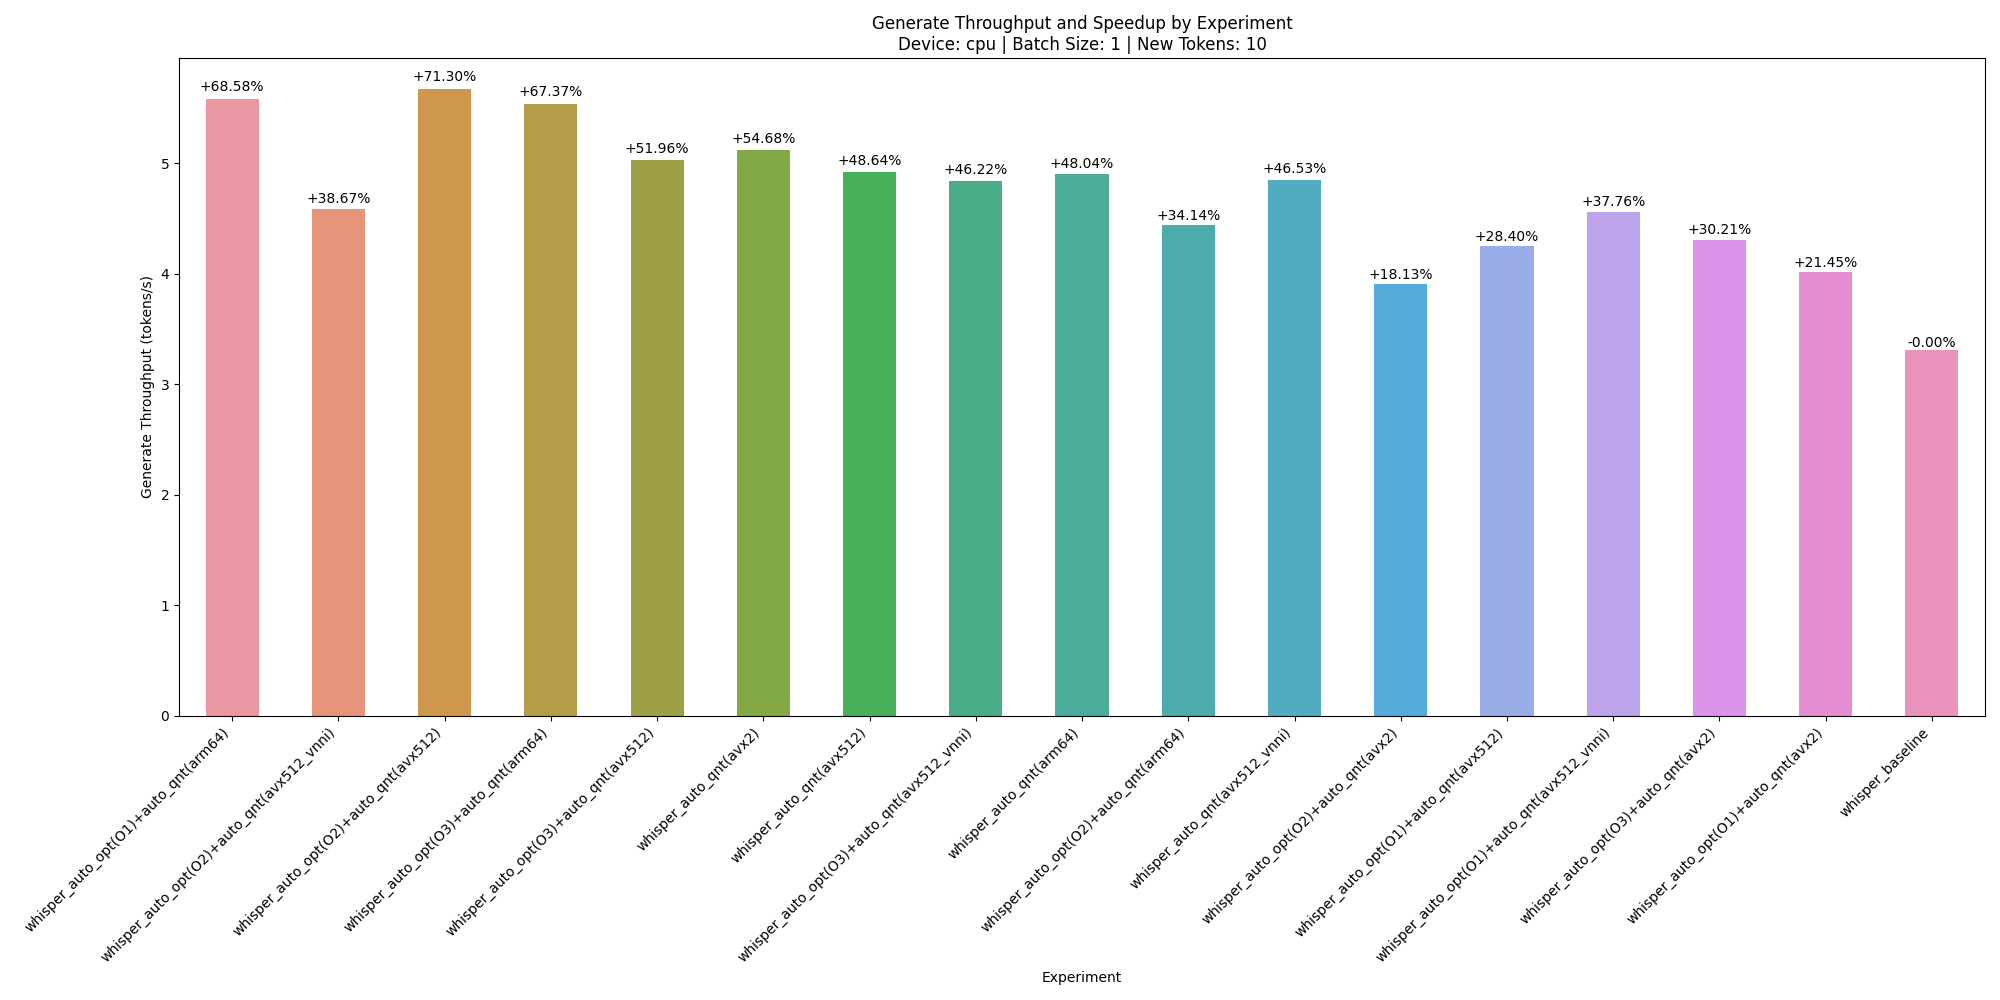 Generate Throughput and Speedup by Experiment
Device: cpu | Batch Size: 1 | New Tokens: 10
Generate Throughput (tokens/s)
5
4
3
2
1
0
+68.58%
+38.67%
+71.30%
+67.37%
+51.96%
+54.68%
+48.64%
+46.22%
+48.04%
+34.14%
+46.53%
+18.13%
+28.40%
+37.76%
+30.21%
+21.45%
-0.00%
whisper_auto_opt(O1)+auto_qnt(arm64)
whisper_auto_opt(O2)+auto_qnt(avx512_vnni)
whisper_auto_opt(O2)+auto_qnt(avx512)
whisper_auto_opt(O3)+auto_qnt(arm64)
whisper_auto_opt(O3)+auto_qnt(avx512)
whisper_auto_qnt(avx2)
whisper_auto_qnt(avx512)
whisper_auto_opt(O3)+auto_qnt(avx512_vnni)
whisper_auto_qnt(arm64)
whisper_auto_opt(O2)+auto_qnt(arm64)
whisper_auto_qnt(avx512_vnni)
whisper_auto_opt(O2)+auto_qnt(avx2)
whisper_auto_opt(O1)+auto_qnt(avx512)
whisper_auto_opt(O1)+auto_qnt(avx512_vnni)
whisper_auto_opt(O3)+auto_qnt(avx2)
whisper_auto_opt(O1)+auto_qnt(avx2)
whisper_baseline
Experiment